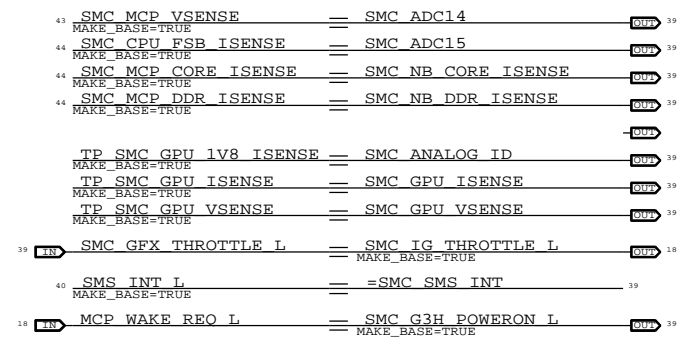 43 SMC_MCP_VSENSE SMC_ADC14 OUT 39
MAKE_BASE=TRUE
44 SMC_CPU_FSB_ISENSE SMC_ADC15 OUT 39
MAKE_BASE=TRUE
44 SMC_MCP_CORE_ISENSE SMC_NB_CORE_ISENSE OUT 39
MAKE_BASE=TRUE
44 SMC_MCP_DDR_ISENSE SMC_NB_DDR_ISENSE OUT 39
MAKE_BASE=TRUE
OUT
TP_SMC_GPU_1V8_ISENSE SMC_ANALOG_ID OUT 39
MAKE_BASE=TRUE
TP_SMC_GPU_ISENSE SMC_GPU_ISENSE OUT 39
MAKE_BASE=TRUE
TP_SMC_GPU_VSENSE SMC_GPU_VSENSE OUT 39
MAKE_BASE=TRUE
39 IN SMC_GFX_THROTTLE_L SMC_IG_THROTTLE_L OUT 18
MAKE_BASE=TRUE
40 SMS_INT_L =SMC_SMS_INT 39
MAKE_BASE=TRUE
18 IN MCP_WAKE_REQ_L SMC_G3H_POWERON_L OUT 39
MAKE_BASE=TRUE